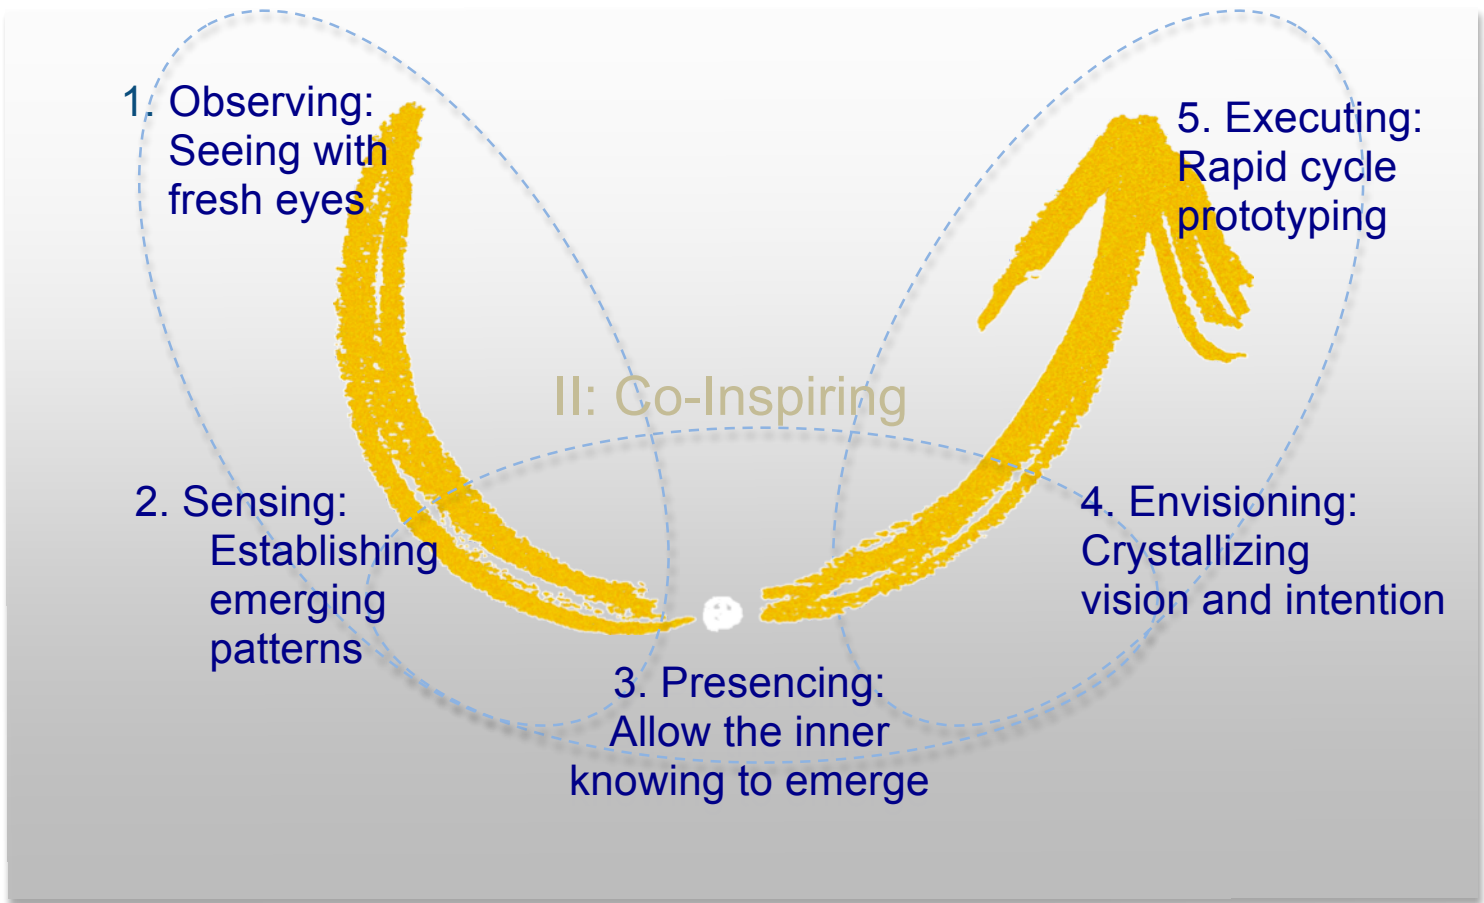 1. Observing:
Seeing with
fresh eyes
2. Sensing:
Establishing
emerging
patterns
3. Presencing:
Allow the inner
knowing to emerge
4. Envisioning:
Crystallizing
vision and intention
5. Executing:
Rapid cycle
prototyping
II: Co-Inspiring